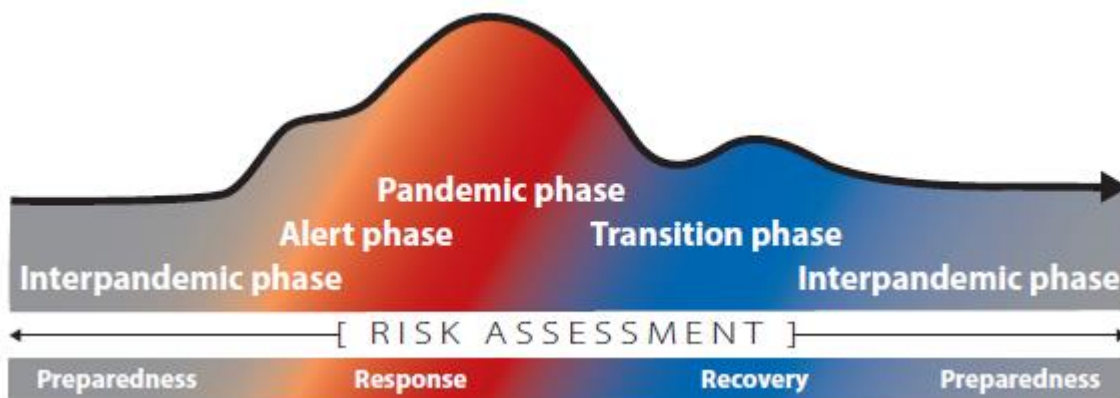 Pandemic phase
Alert phase
Transition phase
Interpandemic phase
Interpandemic phase
[ RISK ASSESSMENT ]
Preparedness
Response
Recovery
Preparedness